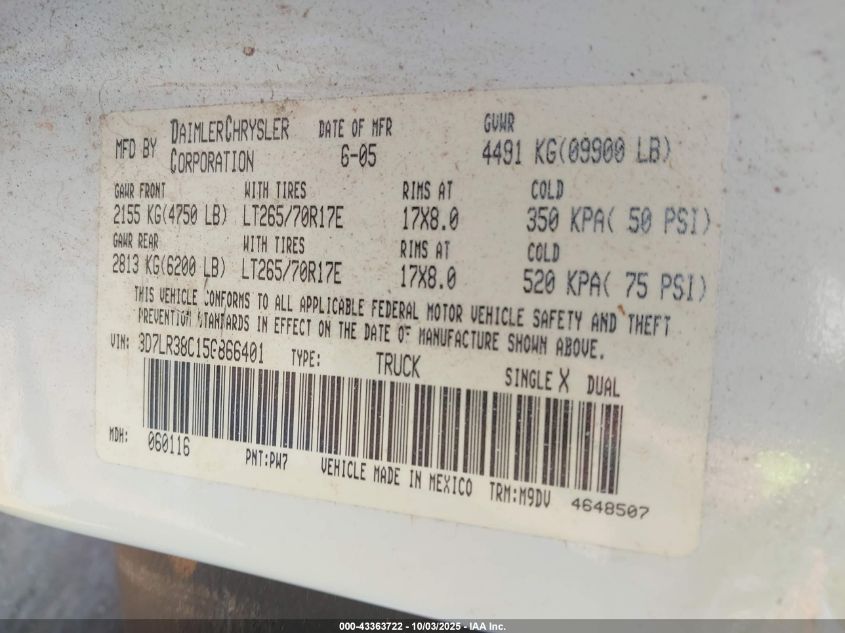 MFD BY DAIMLERCHRYSLER CORPORATION DATE OF MFR 6-05 GVWR 4491 KG(09900 LB)
GAWR FRONT WITH TIRES RIMS AT COLD
2155 KG(4750 LB) LT265/70R17E 17X8.0 350 KPA( 50 PSI)
GAWR REAR WITH TIRES RIMS AT COLD
2813 KG(6200 LB) LT265/70R17E 17X8.0 520 KPA( 75 PSI)
THIS VEHICLE CONFORMS TO ALL APPLICABLE FEDERAL MOTOR VEHICLE SAFETY AND THEFT
PREVENTION STANDARDS IN EFFECT ON THE DATE OF MANUFACTURE SHOWN ABOVE.
VIN: 3D7LR38C15G866401 TYPE: TRUCK SINGLE X DUAL
MDH: 060116 PNT:PW7 VEHICLE MADE IN MEXICO TRM:M9DV 4648507
000-43363722 - 10/03/2025 - IAA Inc.